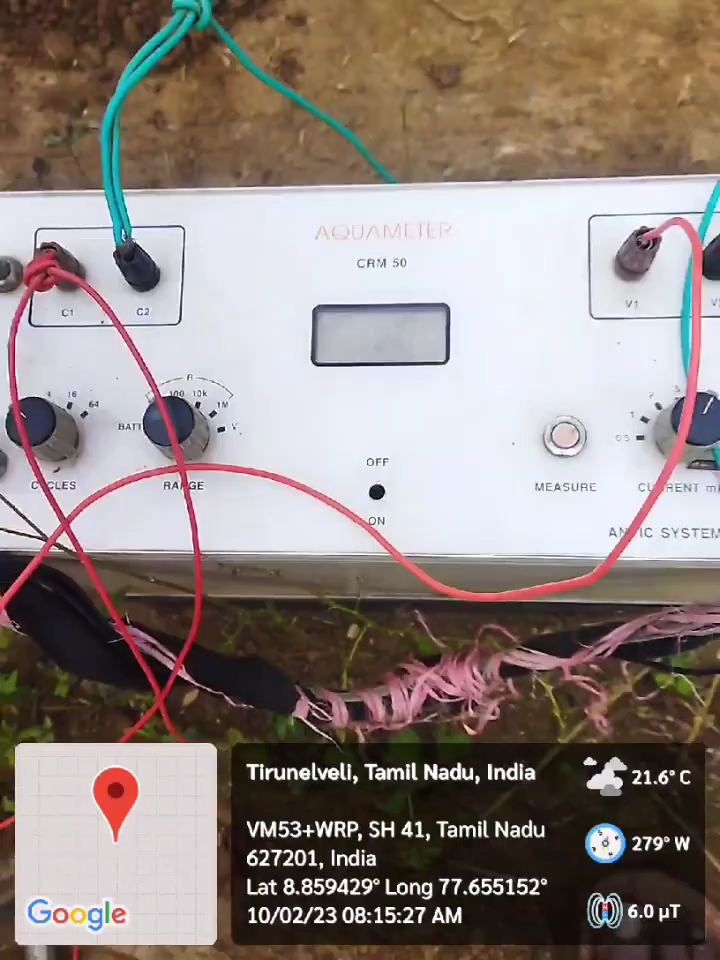 AQUAMETER
CRM 50
C1
C2
V1
4 16 64
R
100 10k 1M V
BATT
CYCLES
RANGE
OFF
ON
MEASURE
0.5 1 2
CURRENT
SYSTEM
Tirunelveli, Tamil Nadu, India
21.6° C
VM53+WRP, SH 41, Tamil Nadu
627201, India
279° W
Lat 8.859429° Long 77.655152°
10/02/23 08:15:27 AM
6.0 µT
Google